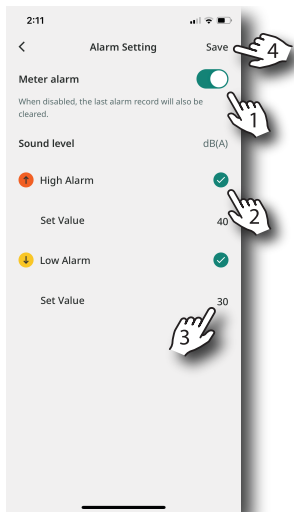 2:11
Alarm Setting Save
4
Meter alarm
When disabled, the last alarm record will also be
cleared.
1
Sound level dB(A)
High Alarm
2
Set Value 40
Low Alarm
Set Value 30
3